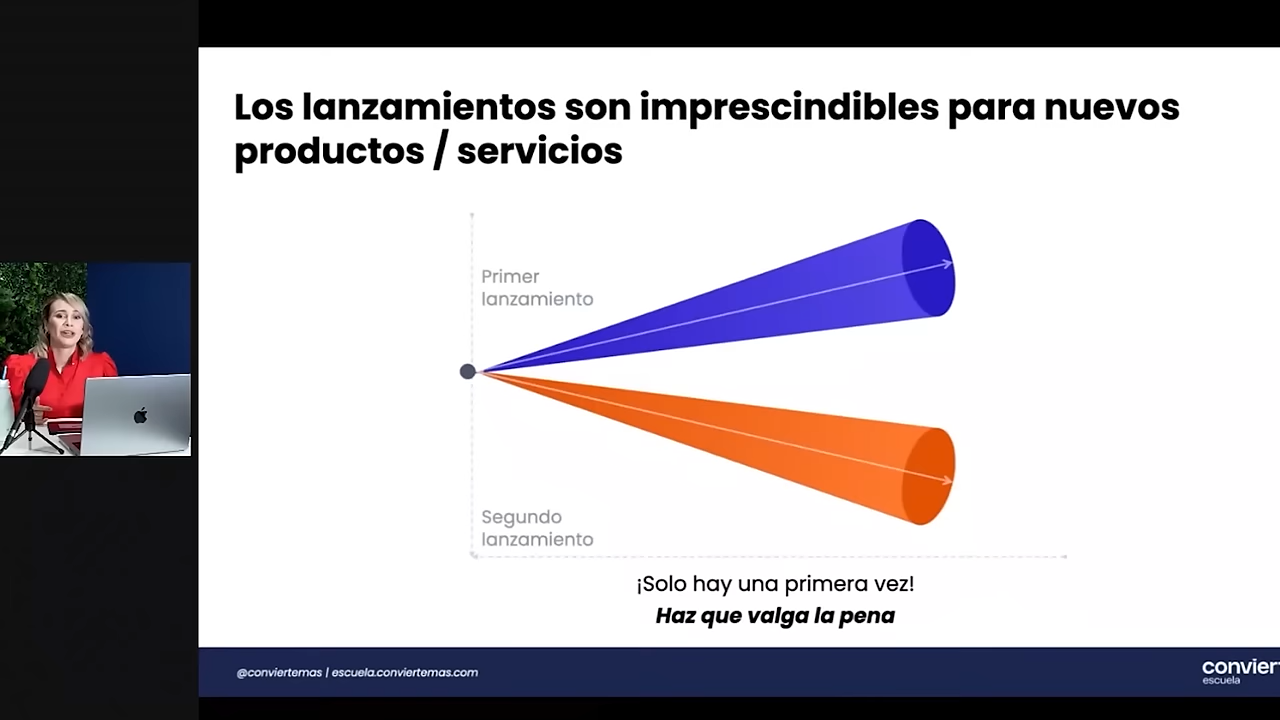 Los lanzamientos son imprescindibles para nuevos
productos / servicios
Primer
lanzamiento
Segundo
lanzamiento
¡Solo hay una primera vez!
Haz que valga la pena
@conviertemas | escuela.conviertemas.com
convier
escuela